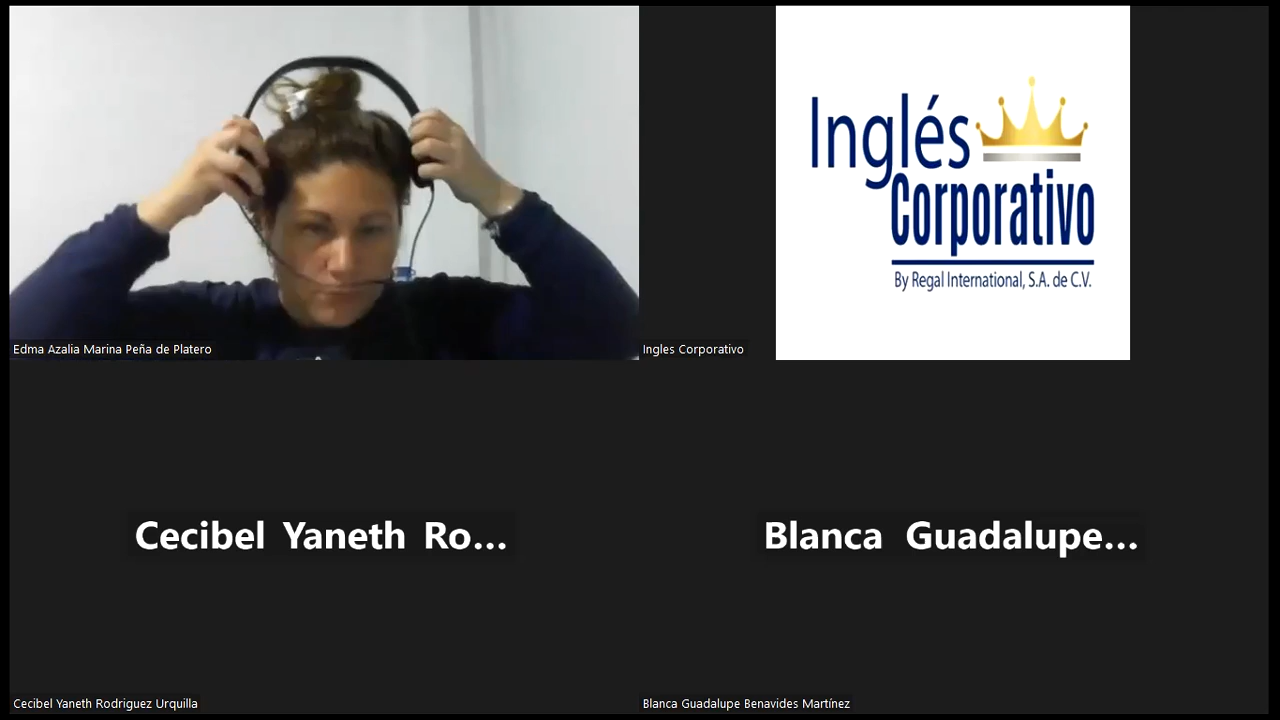 Inglés
Corporativo
By Regal International, S.A. de C.V.
Edma Azalia Marina Peña de Platero
Ingles Corporativo
Cecibel Yaneth Ro...
Blanca Guadalupe...
Cecibel Yaneth Rodriguez Urquilla
Blanca Guadalupe Benavides Martínez